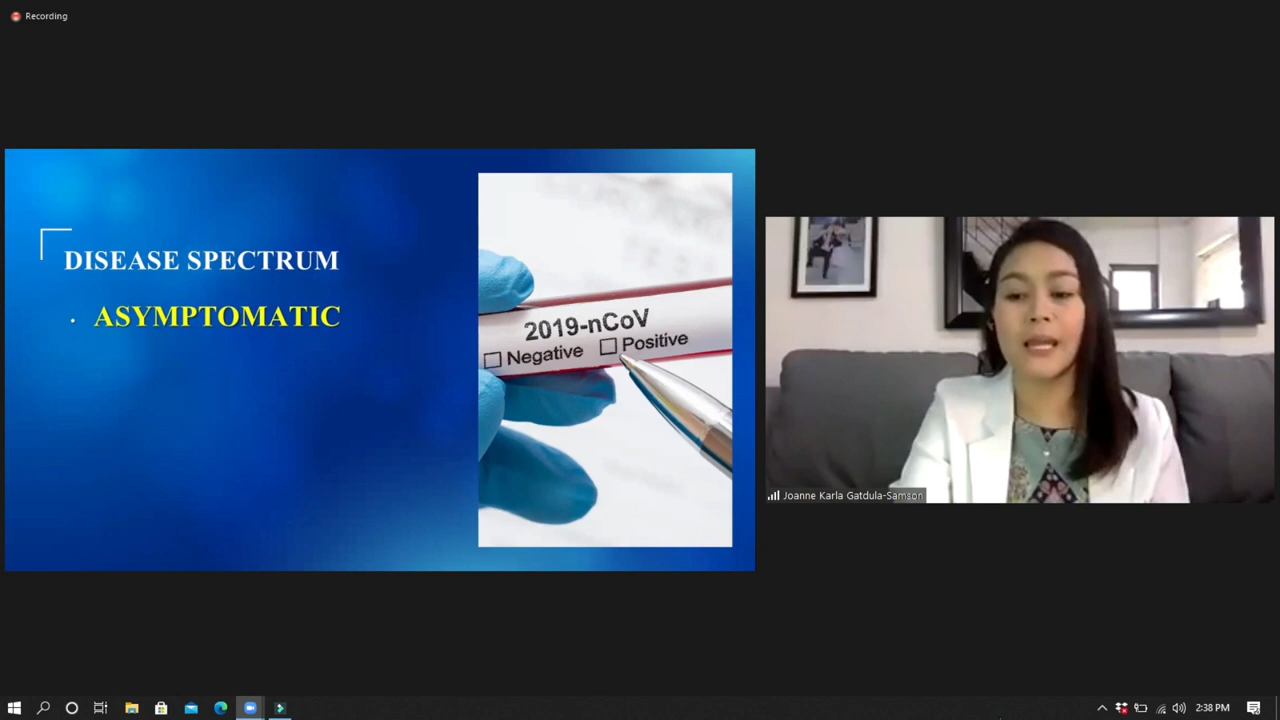 Recording
DISEASE SPECTRUM
· ASYMPTOMATIC
2019-nCoV
Negative Positive
Joanne Karla Gatdula-Samson
2:38 PM